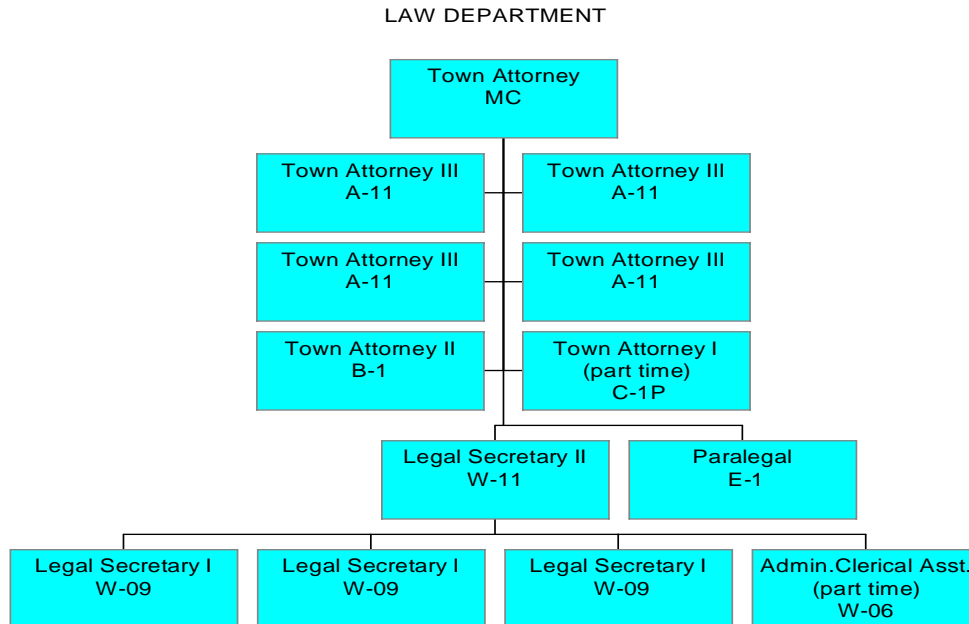 LAW DEPARTMENT
Town Attorney
MC
Town Attorney III
A-11
Town Attorney III
A-11
Town Attorney III
A-11
Town Attorney III
A-11
Town Attorney II
B-1
Town Attorney I
(part time)
C-1P
Legal Secretary II
W-11
Paralegal
E-1
Legal Secretary I
W-09
Legal Secretary I
W-09
Legal Secretary I
W-09
Admin.Clerical Asst.
(part time)
W-06